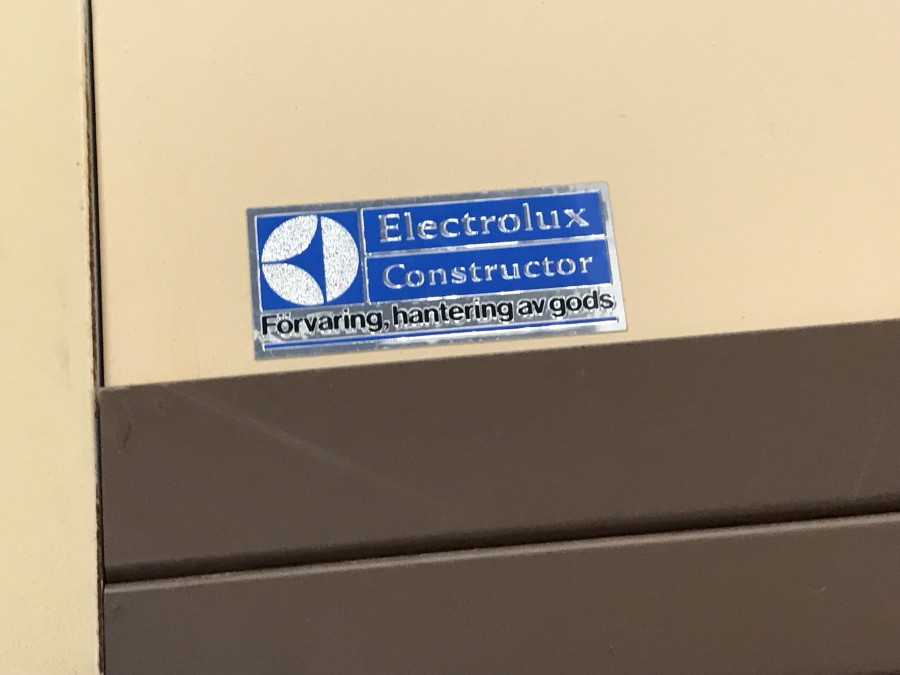 Electrolux
Constructor
Förvaring, hantering av gods